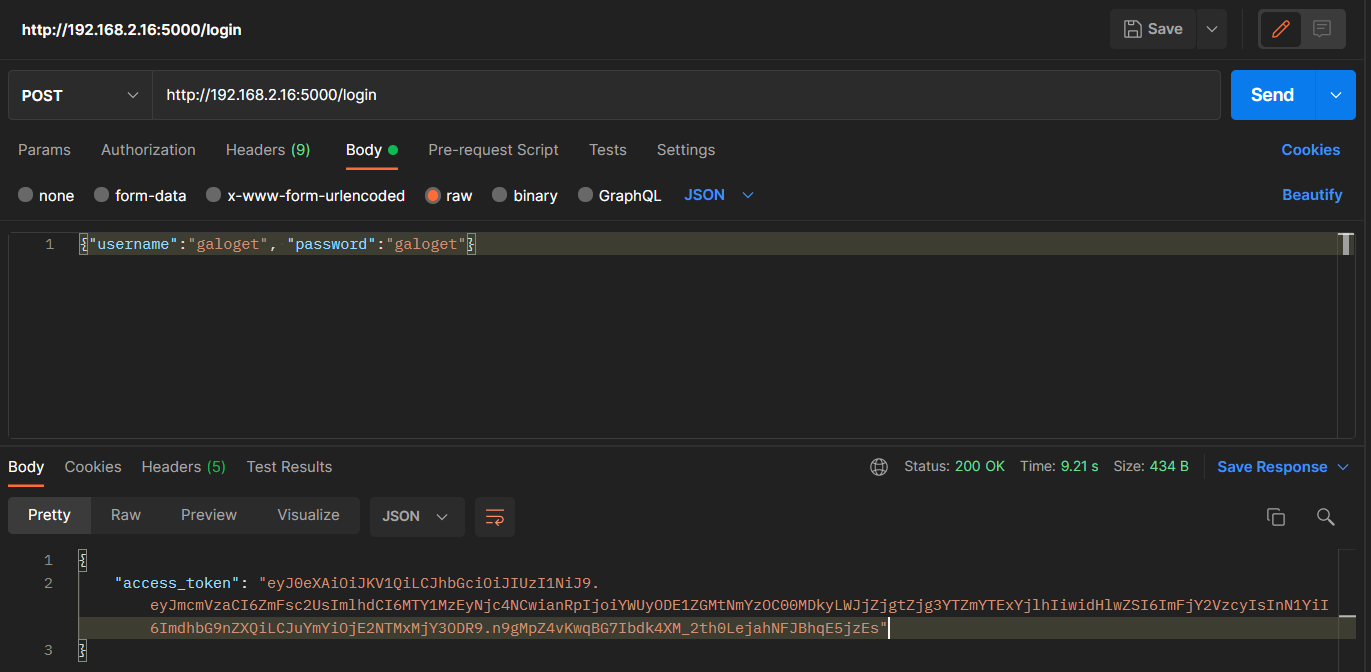 http://192.168.2.16:5000/login
Save
POST
http://192.168.2.16:5000/login
Send
Params Authorization Headers (9) Body Pre-request Script Tests Settings Cookies
none form-data x-www-form-urlencoded raw binary GraphQL JSON Beautify
1 {"username":"galoget", "password":"galoget"}
Body Cookies Headers (5) Test Results Status: 200 OK Time: 9.21 s Size: 434 B Save Response
Pretty Raw Preview Visualize JSON
1 {
2 "access_token": "eyJ0eXAiOiJKV1QiLCJhbGciOiJIUzI1NiJ9.
eyJmcmVzaCI6ZmFsc2UsImlhdCI6MTY1MzEyNjc4NCwianRpIjoiYWUyODE1ZGMtNmYzOC00MDkyLWJjZjgtZjg3YTZmYTExYjlhIiwidHlwZSI6ImFjY2VzcyIsInN1YiI
6ImdhbG9nZXQiLCJuYmYiOjE2NTMxMjY3ODR9.n9gMpZ4vKwqBG7Ibdk4XM_2th0LejahNFJBhqE5jzEs"
3 }